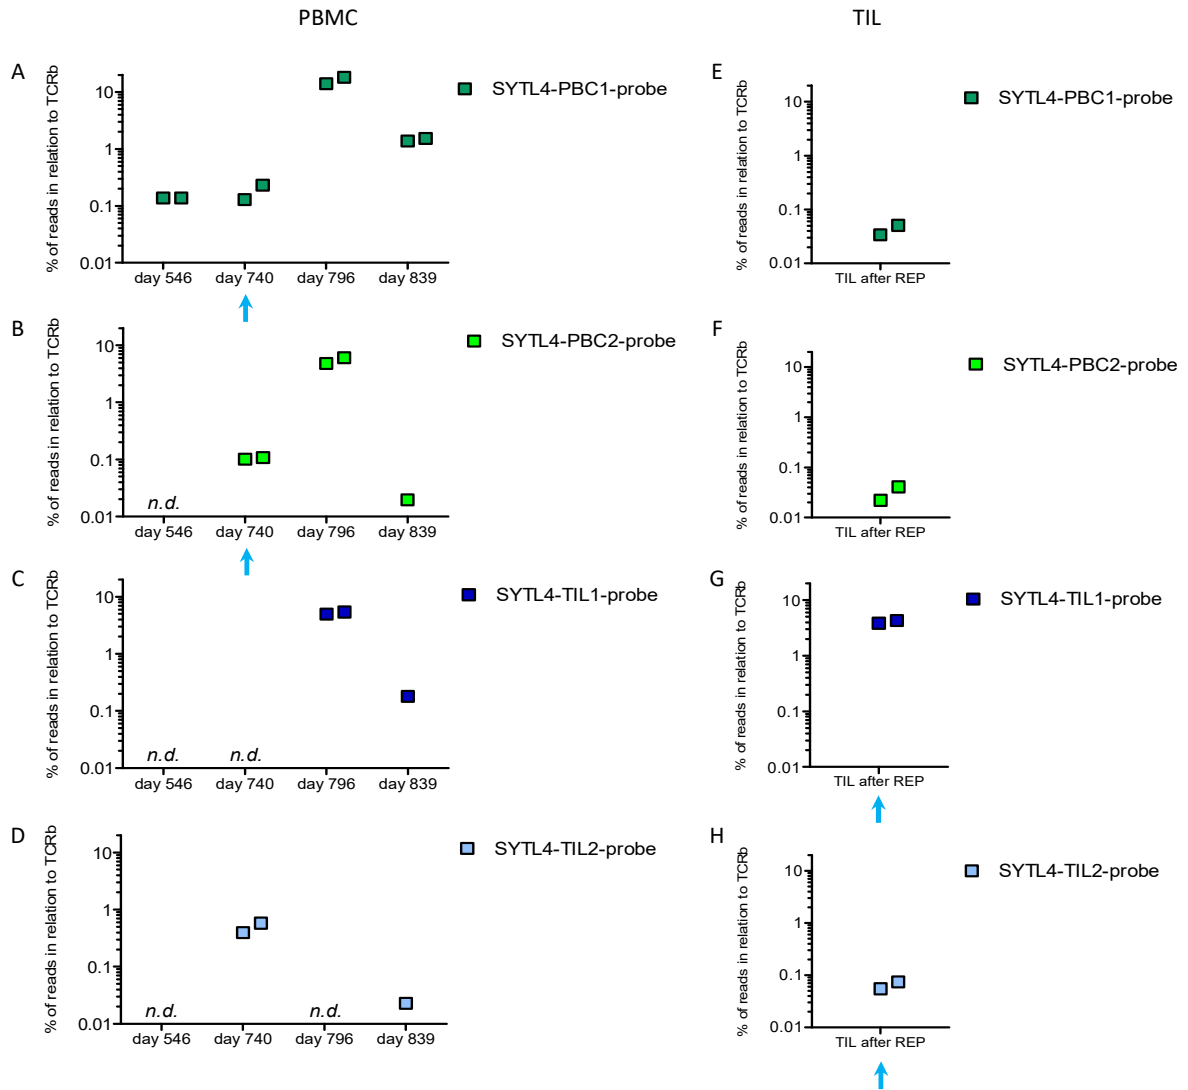 PBMC
TIL
A
% of reads in relation to TCRb
10
1
0.1
0.01
day 546
day 740
day 796
day 839
SYTL4-PBC1-probe
E
% of reads in relation to TCRb
10
1
0.1
0.01
TIL after REP
SYTL4-PBC1-probe
B
% of reads in relation to TCRb
10
1
0.1
0.01
n.d.
day 546
day 740
day 796
day 839
SYTL4-PBC2-probe
F
% of reads in relation to TCRb
10
1
0.1
0.01
TIL after REP
SYTL4-PBC2-probe
C
% of reads in relation to TCRb
10
1
0.1
0.01
n.d.
n.d.
day 546
day 740
day 796
day 839
SYTL4-TIL1-probe
G
% of reads in relation to TCRb
10
1
0.1
0.01
TIL after REP
SYTL4-TIL1-probe
D
% of reads in relation to TCRb
10
1
0.1
0.01
n.d.
n.d.
day 546
day 740
day 796
day 839
SYTL4-TIL2-probe
H
% of reads in relation to TCRb
10
1
0.1
0.01
TIL after REP
SYTL4-TIL2-probe